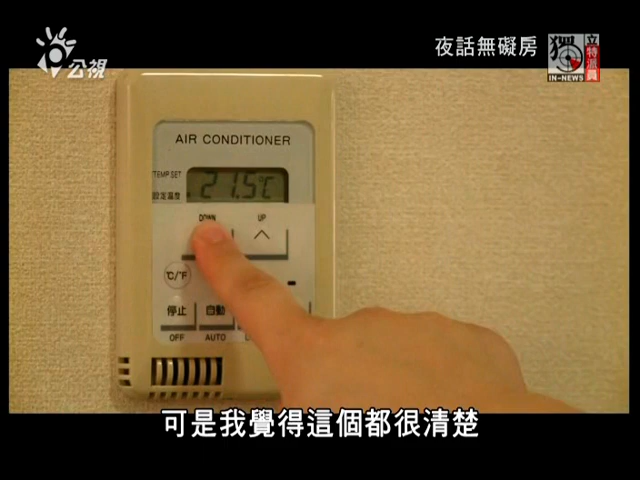 夜話無礙房
公視
獨立特派員
IN-NEWS
AIR CONDITIONER
TEMP SET
設定溫度
21.5°C
DOWN
UP
°C/°F
停止
自動
OFF
AUTO
可是我覺得這個都很清楚